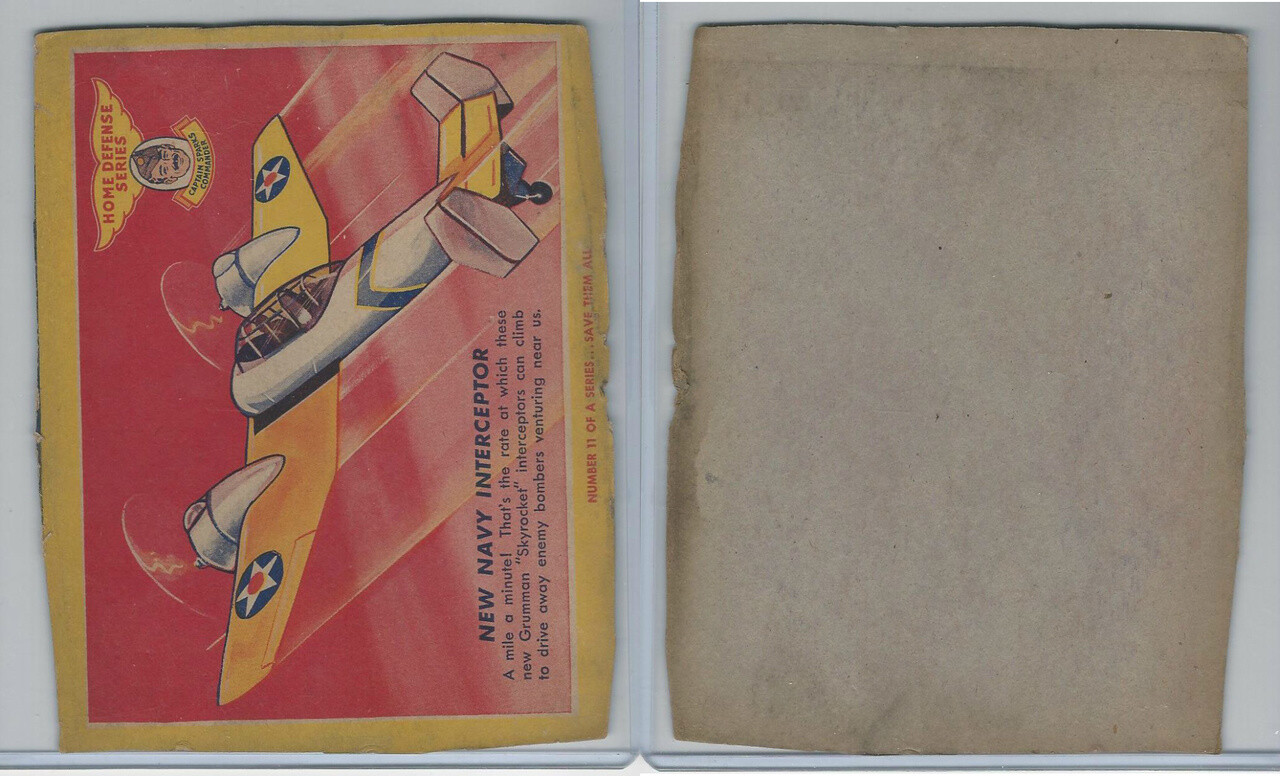 HOME DEFENSE
SERIES
CAPTAIN SPARKS
COMMANDER
NEW NAVY INTERCEPTOR
A mile a minute! That's the rate at which these
new Grumman "Skyrocket" interceptors can climb
to drive away enemy bombers venturing near us.
NUMBER 11 OF A SERIES...SAVE THEM ALL